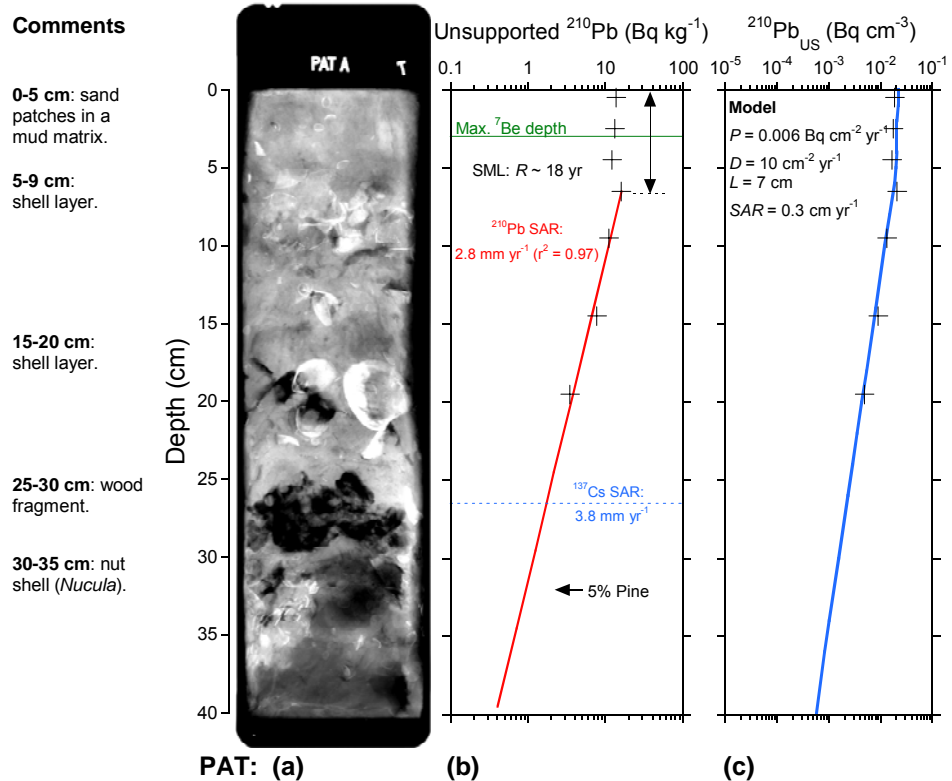 Comments
0-5 cm: sand
patches in a
mud matrix.
5-9 cm:
shell layer.
15-20 cm:
shell layer.
25-30 cm: wood
fragment.
30-35 cm: nut
shell (Nucula).
Depth (cm)
0
5
10
15
20
25
30
35
40
PAT A T
PAT: (a)
Unsupported ²¹⁰Pb (Bq kg⁻¹)
0.1 1 10 100
Max. ⁷Be depth
SML: R ~ 18 yr
²¹⁰Pb SAR:
2.8 mm yr⁻¹ (r² = 0.97)
¹³⁷Cs SAR:
3.8 mm yr⁻¹
5% Pine
(b)
²¹⁰Pb_US (Bq cm⁻³)
10⁻⁵ 10⁻³ 10⁻² 10⁻¹
Model
P = 0.006 Bq cm⁻² yr⁻¹
D = 10 cm⁻² yr⁻¹
L = 7 cm
SAR = 0.3 cm yr⁻¹
(c)